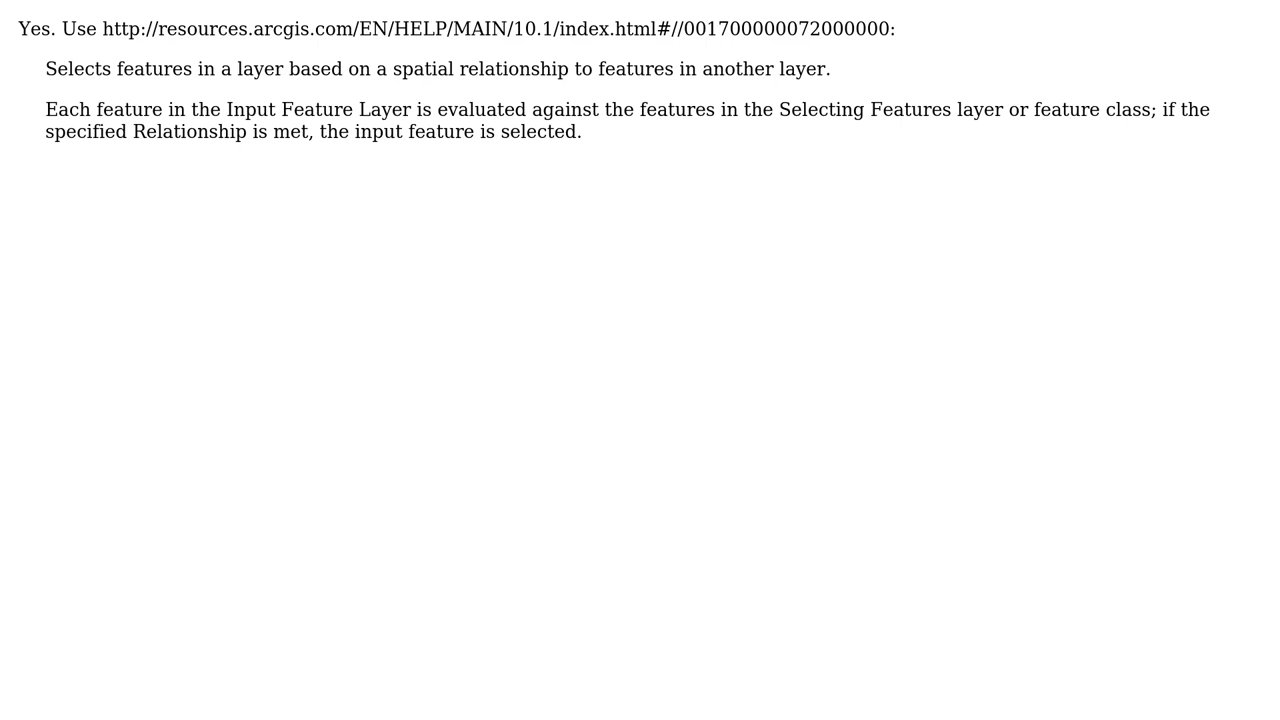 Yes. Use http://resources.arcgis.com/EN/HELP/MAIN/10.1/index.html#//001700000072000000:
Selects features in a layer based on a spatial relationship to features in another layer.
Each feature in the Input Feature Layer is evaluated against the features in the Selecting Features layer or feature class; if the
specified Relationship is met, the input feature is selected.